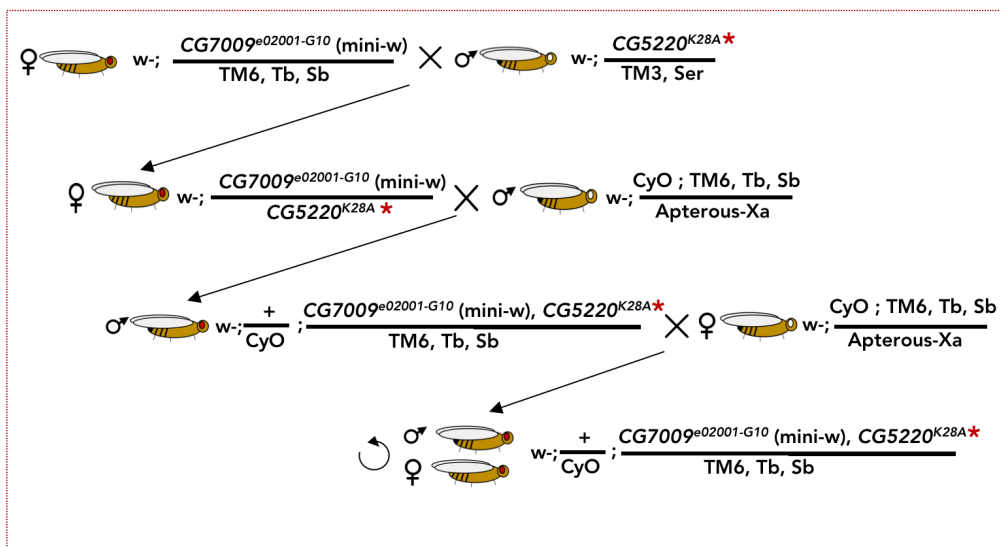 ♀ w-; CG7009e02001-G10 (mini-w) × ♂ w-; CG5220K28A*
TM6, Tb, Sb TM3, Ser
♀ w-; CG7009e02001-G10 (mini-w) × ♂ w-; CyO ; TM6, Tb, Sb
CG5220K28A * Apterous-Xa
♂ w-; + ; CG7009e02001-G10 (mini-w), CG5220K28A* × ♀ w-; CyO ; TM6, Tb, Sb
CyO TM6, Tb, Sb Apterous-Xa
♂ ♀ w-; + ; CG7009e02001-G10 (mini-w), CG5220K28A*
CyO TM6, Tb, Sb